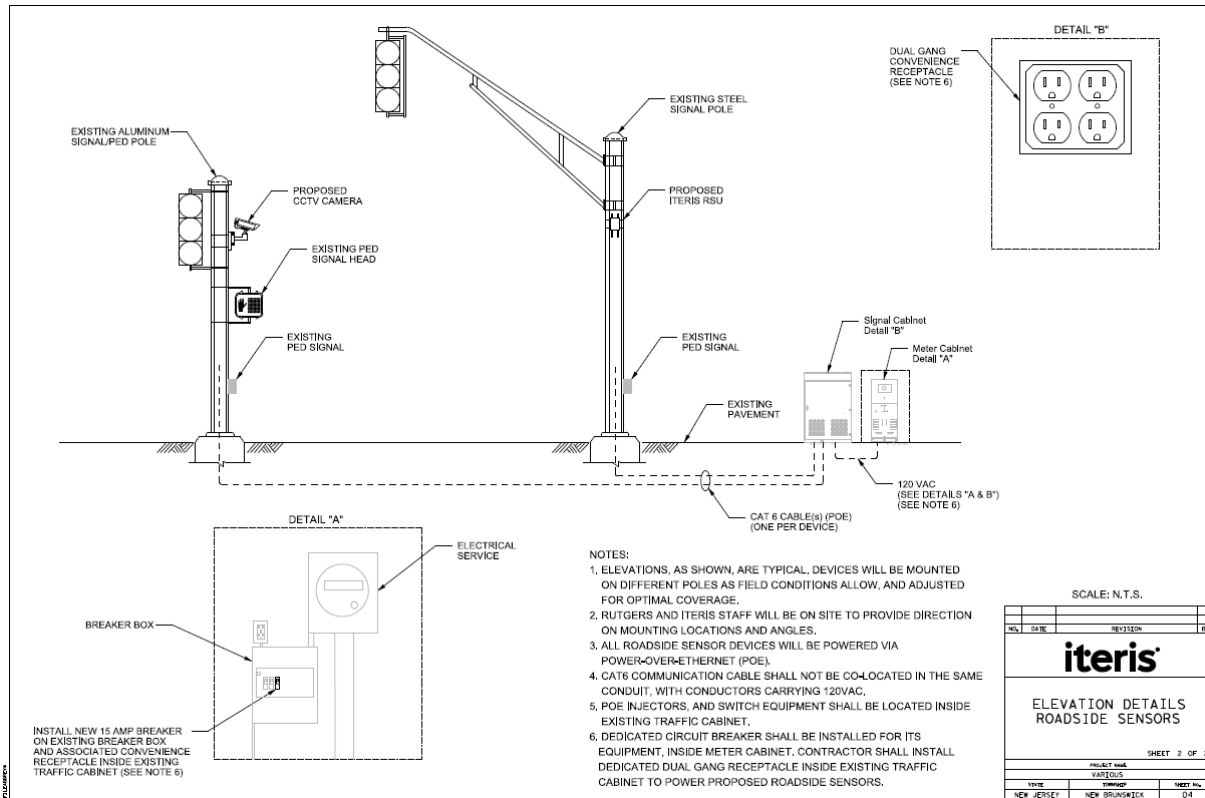 DETAIL "B"
DUAL GANG
CONVENIENCE
RECEPTACLE
(SEE NOTE 6)
EXISTING STEEL
SIGNAL POLE
EXISTING ALUMINUM
SIGNAL/PED POLE
PROPOSED
CCTV CAMERA
PROPOSED
ITERIS RSU
EXISTING PED
SIGNAL HEAD
EXISTING
PED SIGNAL
EXISTING
PED SIGNAL
Signal Cabinet
Detail "B"
Meter Cabinet
Detail "A"
EXISTING
PAVEMENT
120 VAC
(SEE DETAILS "A & B")
(SEE NOTE 6)
CAT 6 CABLE(s) (POE)
(ONE PER DEVICE)
DETAIL "A"
ELECTRICAL
SERVICE
BREAKER BOX
INSTALL NEW 15 AMP BREAKER
ON EXISTING BREAKER BOX
AND ASSOCIATED CONVENIENCE
RECEPTACLE INSIDE EXISTING
TRAFFIC CABINET (SEE NOTE 6)
NOTES:
1. ELEVATIONS, AS SHOWN, ARE TYPICAL. DEVICES WILL BE MOUNTED
ON DIFFERENT POLES AS FIELD CONDITIONS ALLOW, AND ADJUSTED
FOR OPTIMAL COVERAGE.
2. RUTGERS AND ITERIS STAFF WILL BE ON SITE TO PROVIDE DIRECTION
ON MOUNTING LOCATIONS AND ANGLES.
3. ALL ROADSIDE SENSOR DEVICES WILL BE POWERED VIA
POWER-OVER-ETHERNET (POE).
4. CAT6 COMMUNICATION CABLE SHALL NOT BE CO-LOCATED IN THE SAME
CONDUIT, WITH CONDUCTORS CARRYING 120VAC.
5. POE INJECTORS, AND SWITCH EQUIPMENT SHALL BE LOCATED INSIDE
EXISTING TRAFFIC CABINET.
6. DEDICATED CIRCUIT BREAKER SHALL BE INSTALLED FOR ITS
EQUIPMENT, INSIDE METER CABINET. CONTRACTOR SHALL INSTALL
DEDICATED DUAL GANG RECEPTACLE INSIDE EXISTING TRAFFIC
CABINET TO POWER PROPOSED ROADSIDE SENSORS.
SCALE: N.T.S.
NO. DATE REVISION
iteris
ELEVATION DETAILS
ROADSIDE SENSORS
SHEET 2 OF
PROJECT NAME
VARIOUS
STATE TOWNSHIP SHEET No.
NEW JERSEY NEW BRUNSWICK 04